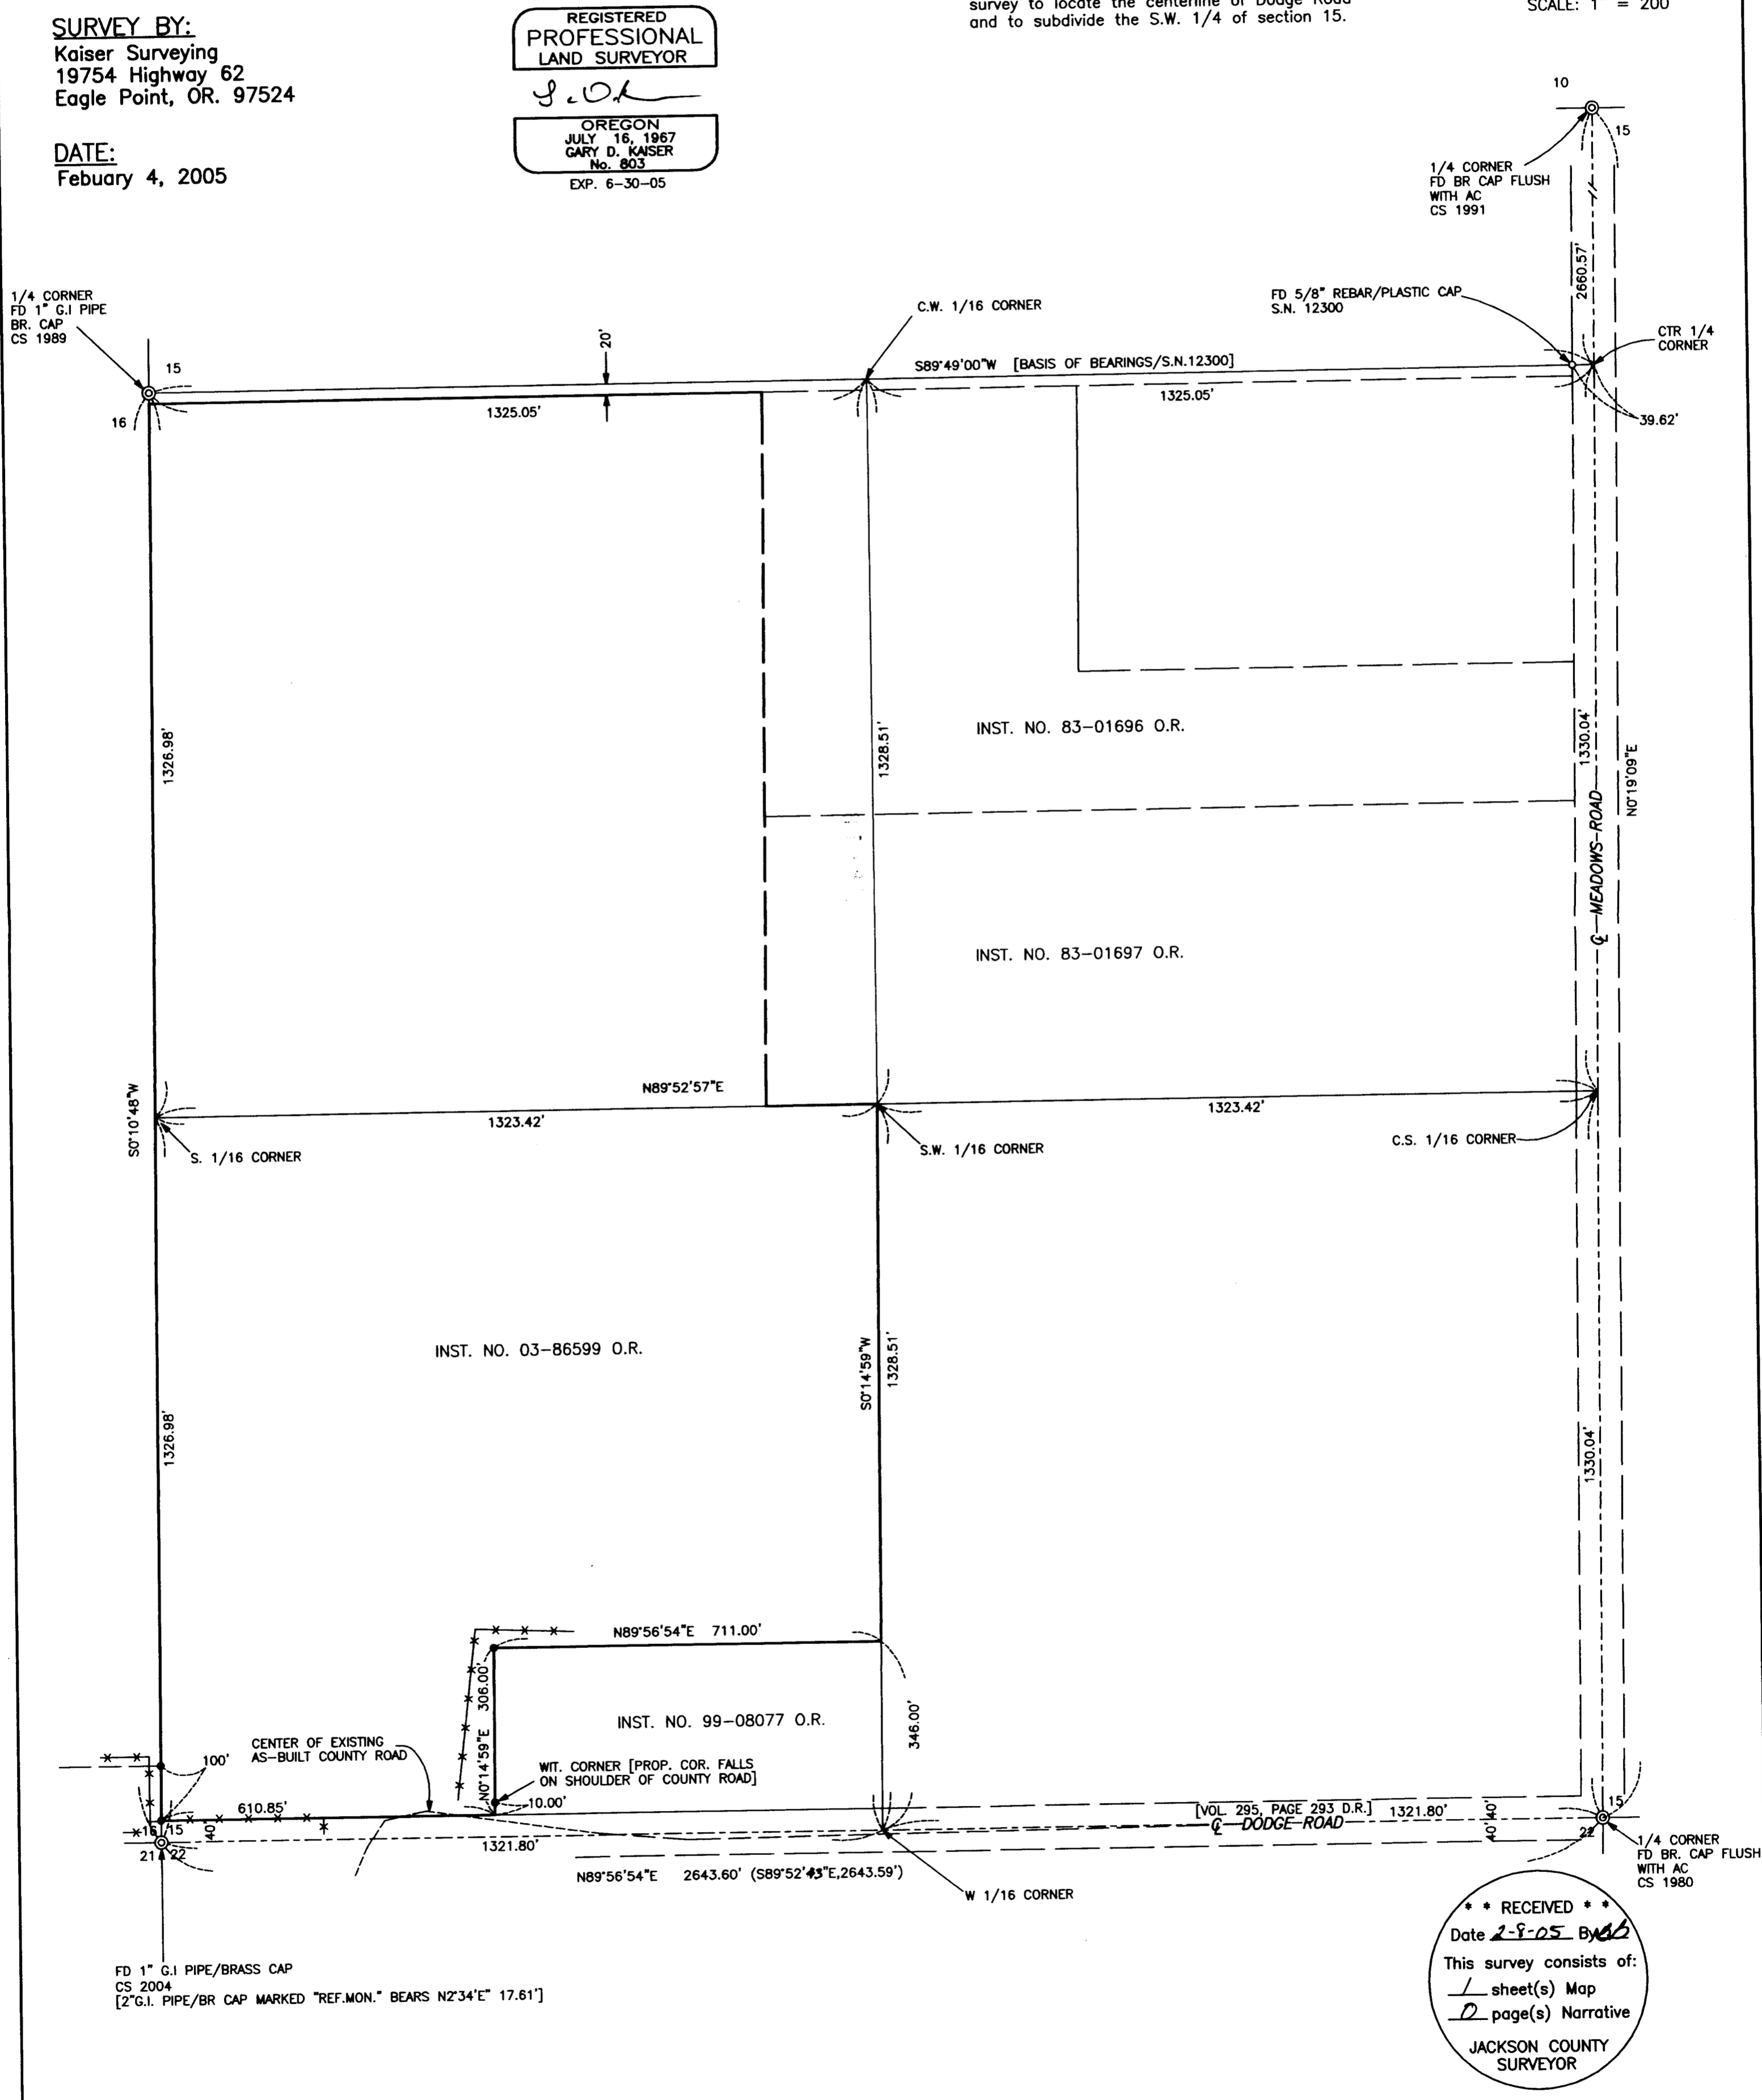 survey to locate the centerline of Dodge Road
and to subdivide the S.W. 1/4 of section 15.
SCALE: 1" = 200'
SURVEY BY:
Kaiser Surveying
19754 Highway 62
Eagle Point, OR. 97524
DATE:
Febuary 4, 2005
REGISTERED
PROFESSIONAL
LAND SURVEYOR
OREGON
JULY 16, 1967
GARY D. KAISER
No. 803
EXP. 6-30-05
10
15
1/4 CORNER
FD BR CAP FLUSH
WITH AC
CS 1991
2660.57'
1/4 CORNER
FD 1" G.I PIPE
BR. CAP
CS 1989
15
16
20'
C.W. 1/16 CORNER
FD 5/8" REBAR/PLASTIC CAP
S.N. 12300
CTR 1/4
CORNER
S89°49'00"W [BASIS OF BEARINGS/S.N.12300]
1325.05'
1325.05'
39.62'
1326.98'
1328.51'
INST. NO. 83-01696 O.R.
1330.04'
N0°19'09"E
℄ MEADOWS ROAD
INST. NO. 83-01697 O.R.
S0°10'48"W
N89°52'57"E
1323.42'
1323.42'
S. 1/16 CORNER
S.W. 1/16 CORNER
C.S. 1/16 CORNER
INST. NO. 03-86599 O.R.
S0°14'59"W
1328.51'
1326.98'
1330.04'
N89°56'54"E 711.00'
N0°14'59"E 306.00'
INST. NO. 99-08077 O.R.
346.00'
CENTER OF EXISTING
AS-BUILT COUNTY ROAD
100'
WIT. CORNER [PROP. COR. FALLS
ON SHOULDER OF COUNTY ROAD]
10.00'
610.85'
40'
16 15
21 22
1321.80'
[VOL. 295, PAGE 293 D.R.] 1321.80'
℄ DODGE ROAD
40' 40'
15
22
N89°56'54"E 2643.60' (S89°52'43"E,2643.59')
W 1/16 CORNER
1/4 CORNER
FD BR. CAP FLUSH
WITH AC
CS 1980
FD 1" G.I PIPE/BRASS CAP
CS 2004
[2"G.I. PIPE/BR CAP MARKED "REF.MON." BEARS N2°34'E" 17.61']
* * RECEIVED * *
Date 2-8-05 By
This survey consists of:
1 sheet(s) Map
0 page(s) Narrative
JACKSON COUNTY
SURVEYOR